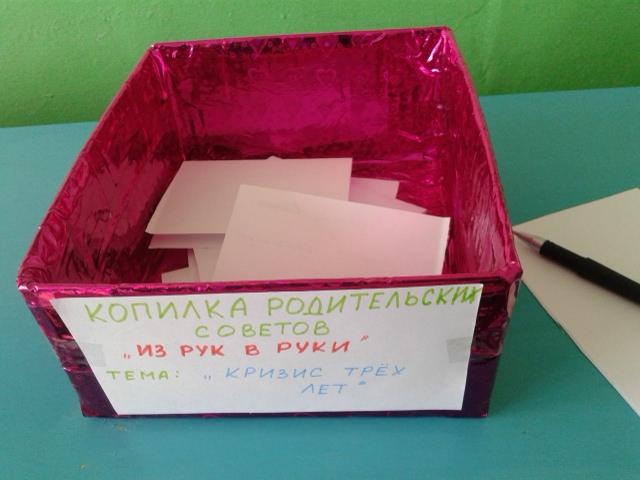 КОПИЛКА РОДИТЕЛЬСКИХ
СОВЕТОВ
„ИЗ РУК В РУКИ”
ТЕМА: „КРИЗИС ТРЁХ
ЛЕТ”